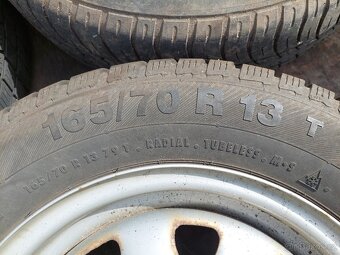 165/70 R 13 T
165/70 R 13 79 T . RADIAL . TUBELESS . M+S